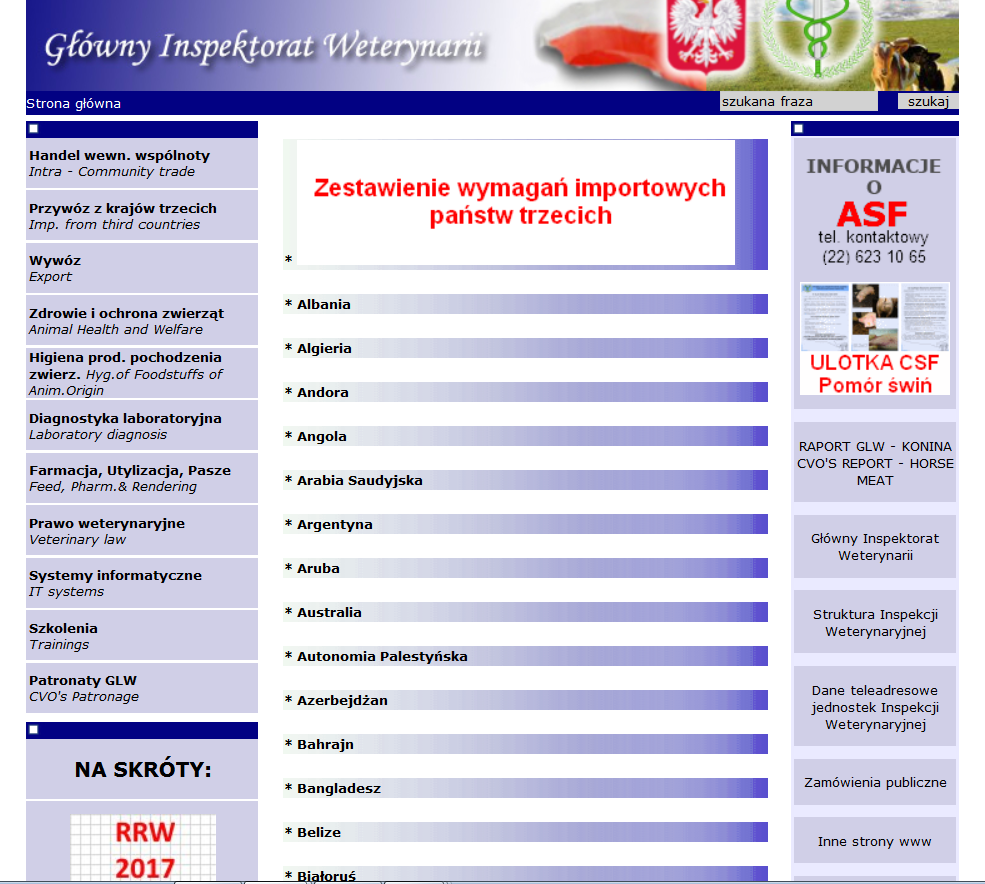 Główny Inspektorat Weterynarii
Strona główna
szukana fraza
szukaj
Handel wewn. wspólnoty
Intra - Community trade
Przywóz z krajów trzecich
Imp. from third countries
Wywóz
Export
Zdrowie i ochrona zwierząt
Animal Health and Welfare
Higiena prod. pochodzenia
zwierz. Hyg.of Foodstuffs of
Anim.Origin
Diagnostyka laboratoryjna
Laboratory diagnosis
Farmacja, Utylizacja, Pasze
Feed, Pharm.& Rendering
Prawo weterynaryjne
Veterinary law
Systemy informatyczne
IT systems
Szkolenia
Trainings
Patronaty GLW
CVO's Patronage
NA SKRÓTY:
RRW
2017
Zestawienie wymagań importowych
państw trzecich
*
* Albania
* Algieria
* Andora
* Angola
* Arabia Saudyjska
* Argentyna
* Aruba
* Australia
* Autonomia Palestyńska
* Azerbejdżan
* Bahrajn
* Bangladesz
* Belize
* Białoruś
INFORMACJE
O
ASF
tel. kontaktowy
(22) 623 10 65
ULOTKA CSF
Pomór świń
RAPORT GLW - KONINA
CVO'S REPORT - HORSE
MEAT
Główny Inspektorat
Weterynarii
Struktura Inspekcji
Weterynaryjnej
Dane teleadresowe
jednostek Inspekcji
Weterynaryjnej
Zamówienia publiczne
Inne strony www